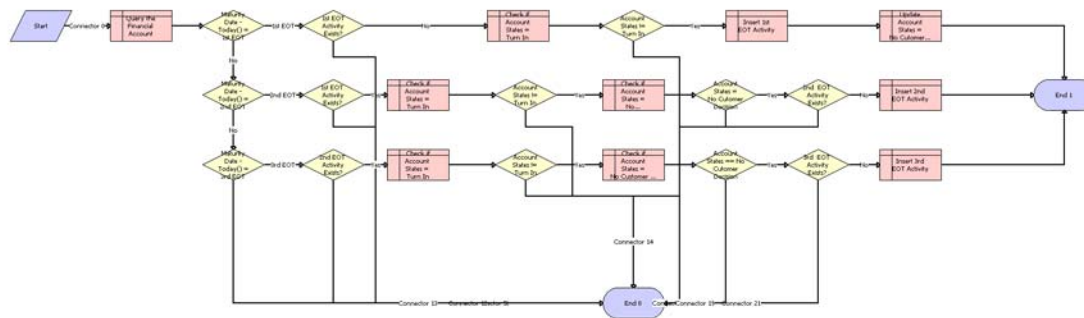 Start
Connector 0
Query the
Financial
Account
Maturity
Date -
Today() =
1st EOT
1st EOT
1st EOT
Activity
Exists?
No
Check if
Account
States =
Turn In
Account
States !=
Turn In
Yes
Insert 1st
EOT Activity
Yes
Update
Account
States =
No Cutomer...
No
Maturity
Date -
Today() =
2nd EOT
2nd EOT
1st EOT
Activity
Exists?
Yes
Check if
Account
States =
Turn In
Yes
Account
States !=
Turn In
Yes
Check if
Account
States =
No...
Account
States =
No Cutomer
Decision
Yes
2nd EOT
Activity
Exists?
No
Insert 2nd
EOT Activity
End 1
No
Maturity
Date -
Today() =
3rd EOT
3rd EOT
2nd EOT
Activity
Exists?
Yes
Check if
Account
States =
Turn In
Account
States !=
Turn In
Yes
Check if
Account
States =
No Customer ...
Account
States == No
Cutomer
Decision
Yes
3rd EOT
Activity
Exists?
No
Insert 3rd
EOT Activity
Connector 14
Connector 13
End 0
Connector 19
Connector 21